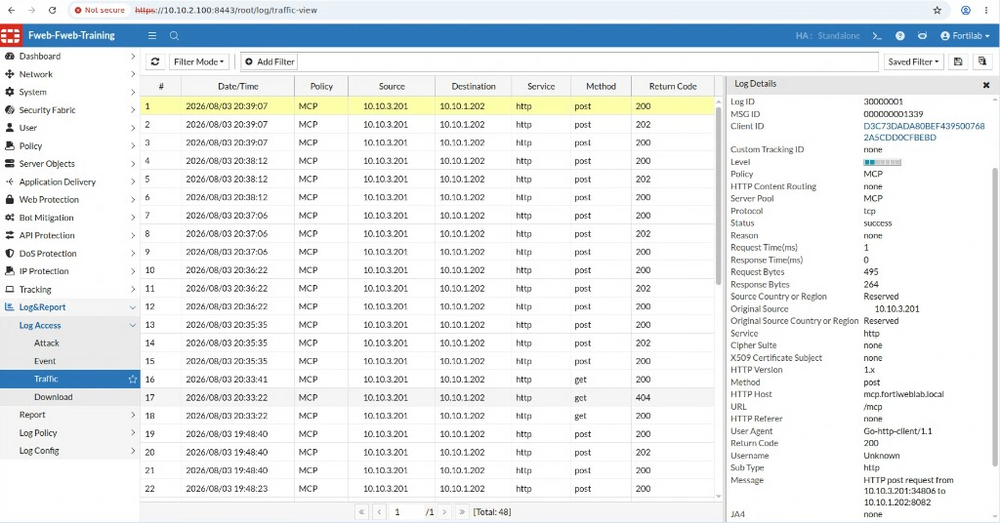 Not secure https://10.10.2.100:8443/root/log/traffic-view
Fweb-Fweb-Training HA: Standalone Fortilab
Dashboard
Network
System
Security Fabric
User
Policy
Server Objects
Application Delivery
Web Protection
Bot Mitigation
API Protection
DoS Protection
IP Protection
Tracking
Log&Report
Log Access
Attack
Event
Traffic
Download
Report
Log Policy
Log Config
Filter Mode Add Filter Saved Filter
# Date/Time Policy Source Destination Service Method Return Code
1 2026/08/03 20:39:07 MCP 10.10.3.201 10.10.1.202 http post 200
2 2026/08/03 20:39:07 MCP 10.10.3.201 10.10.1.202 http post 202
3 2026/08/03 20:39:07 MCP 10.10.3.201 10.10.1.202 http post 200
4 2026/08/03 20:38:12 MCP 10.10.3.201 10.10.1.202 http post 200
5 2026/08/03 20:38:12 MCP 10.10.3.201 10.10.1.202 http post 202
6 2026/08/03 20:38:12 MCP 10.10.3.201 10.10.1.202 http post 200
7 2026/08/03 20:37:06 MCP 10.10.3.201 10.10.1.202 http post 200
8 2026/08/03 20:37:06 MCP 10.10.3.201 10.10.1.202 http post 202
9 2026/08/03 20:37:06 MCP 10.10.3.201 10.10.1.202 http post 200
10 2026/08/03 20:36:22 MCP 10.10.3.201 10.10.1.202 http post 200
11 2026/08/03 20:36:22 MCP 10.10.3.201 10.10.1.202 http post 202
12 2026/08/03 20:36:22 MCP 10.10.3.201 10.10.1.202 http post 200
13 2026/08/03 20:35:35 MCP 10.10.3.201 10.10.1.202 http post 200
14 2026/08/03 20:35:35 MCP 10.10.3.201 10.10.1.202 http post 202
15 2026/08/03 20:35:35 MCP 10.10.3.201 10.10.1.202 http post 200
16 2026/08/03 20:33:41 MCP 10.10.3.201 10.10.1.202 http get 200
17 2026/08/03 20:33:22 MCP 10.10.3.201 10.10.1.202 http get 404
18 2026/08/03 20:33:22 MCP 10.10.3.201 10.10.1.202 http get 200
19 2026/08/03 19:48:40 MCP 10.10.3.201 10.10.1.202 http post 200
20 2026/08/03 19:48:40 MCP 10.10.3.201 10.10.1.202 http post 202
21 2026/08/03 19:48:40 MCP 10.10.3.201 10.10.1.202 http post 200
22 2026/08/03 19:48:23 MCP 10.10.3.201 10.10.1.202 http post 200
1 /1 [Total: 48]
Log Details
Log ID 30000001
MSG ID 000000001339
Client ID D3C73DADA80BEF439500768
2A5CDD0CFBEBD
Custom Tracking ID none
Level
Policy MCP
HTTP Content Routing none
Server Pool MCP
Protocol tcp
Status success
Reason none
Request Time(ms) 1
Response Time(ms) 0
Request Bytes 495
Response Bytes 264
Source Country or Region Reserved
Original Source 10.10.3.201
Original Source Country or Region Reserved
Service http
Cipher Suite none
X509 Certificate Subject none
HTTP Version 1.x
Method post
HTTP Host mcp.fortiweblab.local
URL /mcp
HTTP Referer none
User Agent Go-http-client/1.1
Return Code 200
Username Unknown
Sub Type http
Message HTTP post request from
10.10.3.201:34806 to
10.10.1.202:8082
JA4 none